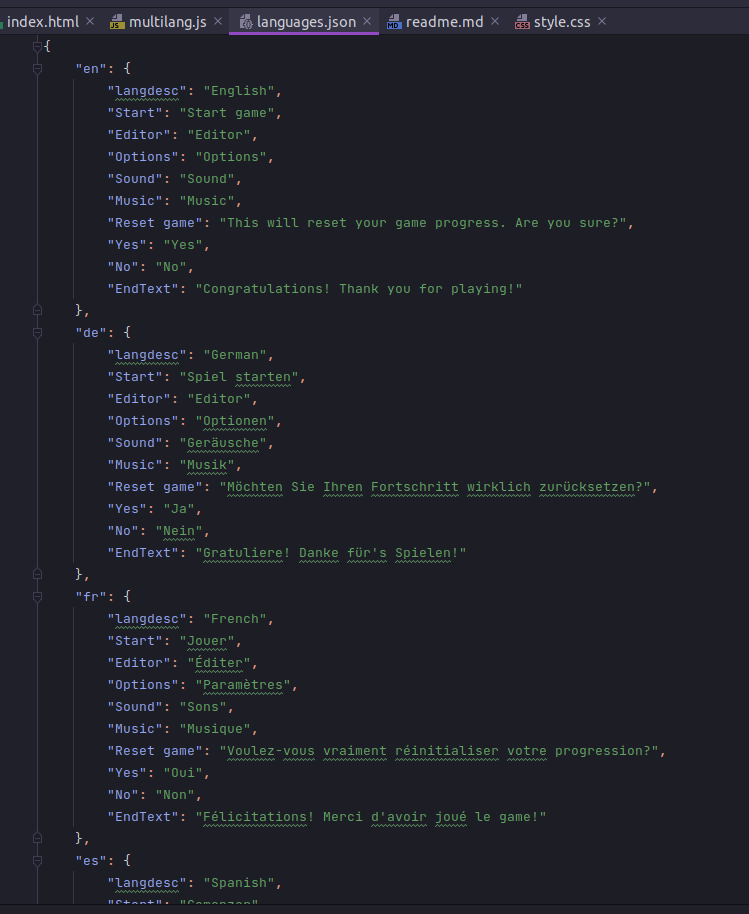 index.html × JS multilang.js × languages.json × MD readme.md × CSS style.css ×
{
"en": {
"langdesc": "English",
"Start": "Start game",
"Editor": "Editor",
"Options": "Options",
"Sound": "Sound",
"Music": "Music",
"Reset game": "This will reset your game progress. Are you sure?",
"Yes": "Yes",
"No": "No",
"EndText": "Congratulations! Thank you for playing!"
},
"de": {
"langdesc": "German",
"Start": "Spiel starten",
"Editor": "Editor",
"Options": "Optionen",
"Sound": "Geräusche",
"Music": "Musik",
"Reset game": "Möchten Sie Ihren Fortschritt wirklich zurücksetzen?",
"Yes": "Ja",
"No": "Nein",
"EndText": "Gratuliere! Danke für's Spielen!"
},
"fr": {
"langdesc": "French",
"Start": "Jouer",
"Editor": "Éditer",
"Options": "Paramètres",
"Sound": "Sons",
"Music": "Musique",
"Reset game": "Voulez-vous vraiment réinitialiser votre progression?",
"Yes": "Oui",
"No": "Non",
"EndText": "Félicitations! Merci d'avoir joué le game!"
},
"es": {
"langdesc": "Spanish",